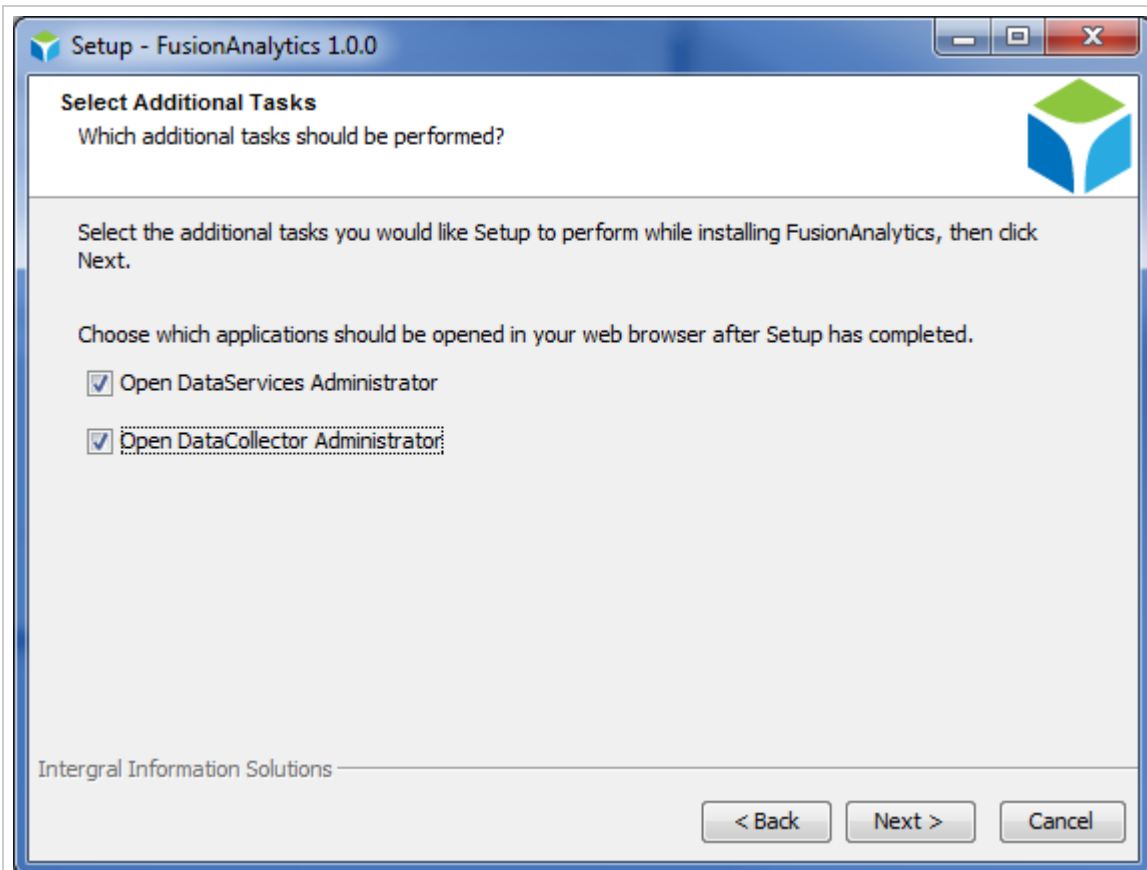 Setup - FusionAnalytics 1.0.0
Select Additional Tasks
Which additional tasks should be performed?
Select the additional tasks you would like Setup to perform while installing FusionAnalytics, then click
Next.
Choose which applications should be opened in your web browser after Setup has completed.
Open DataServices Administrator
Open DataCollector Administrator
Intergral Information Solutions
< Back Next > Cancel